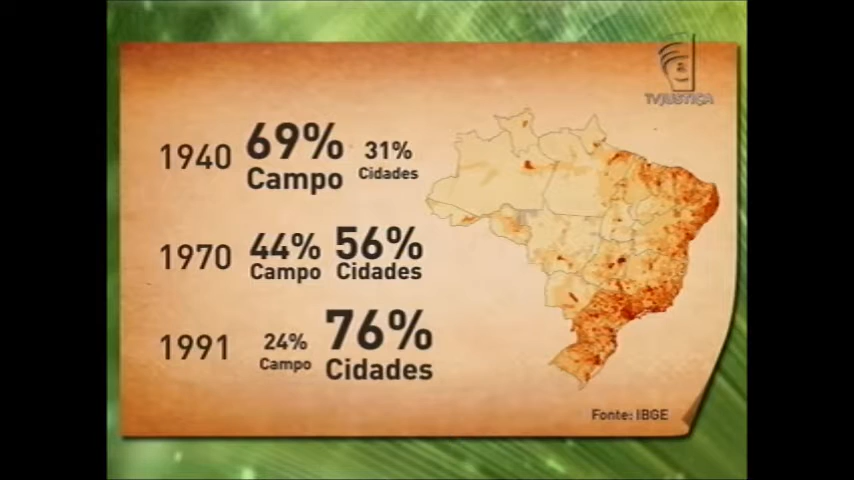 TVJUSTIÇA
1940 69% 31%
Campo Cidades
1970 44% 56%
Campo Cidades
1991 24% 76%
Campo Cidades
Fonte: IBGE